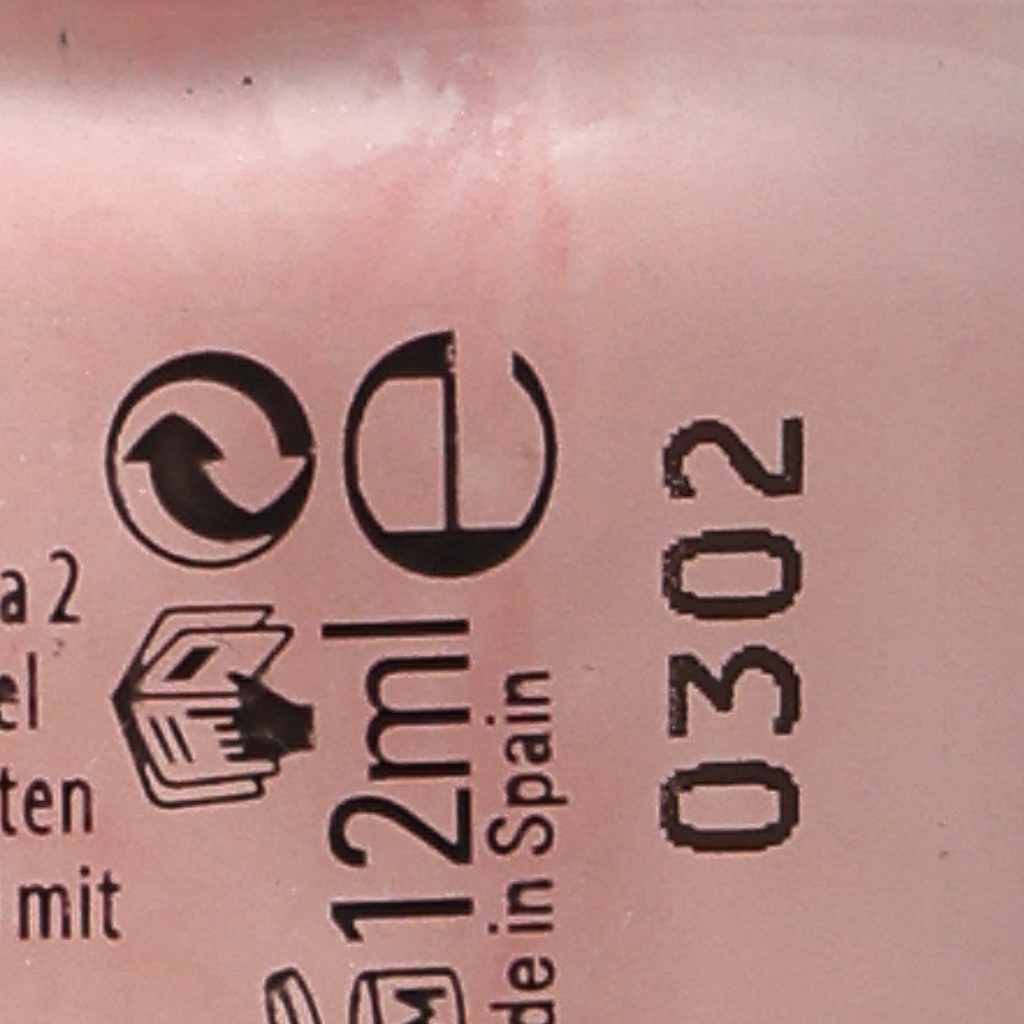 a 2
el
ten
mit
12ml e
de in Spain
0302